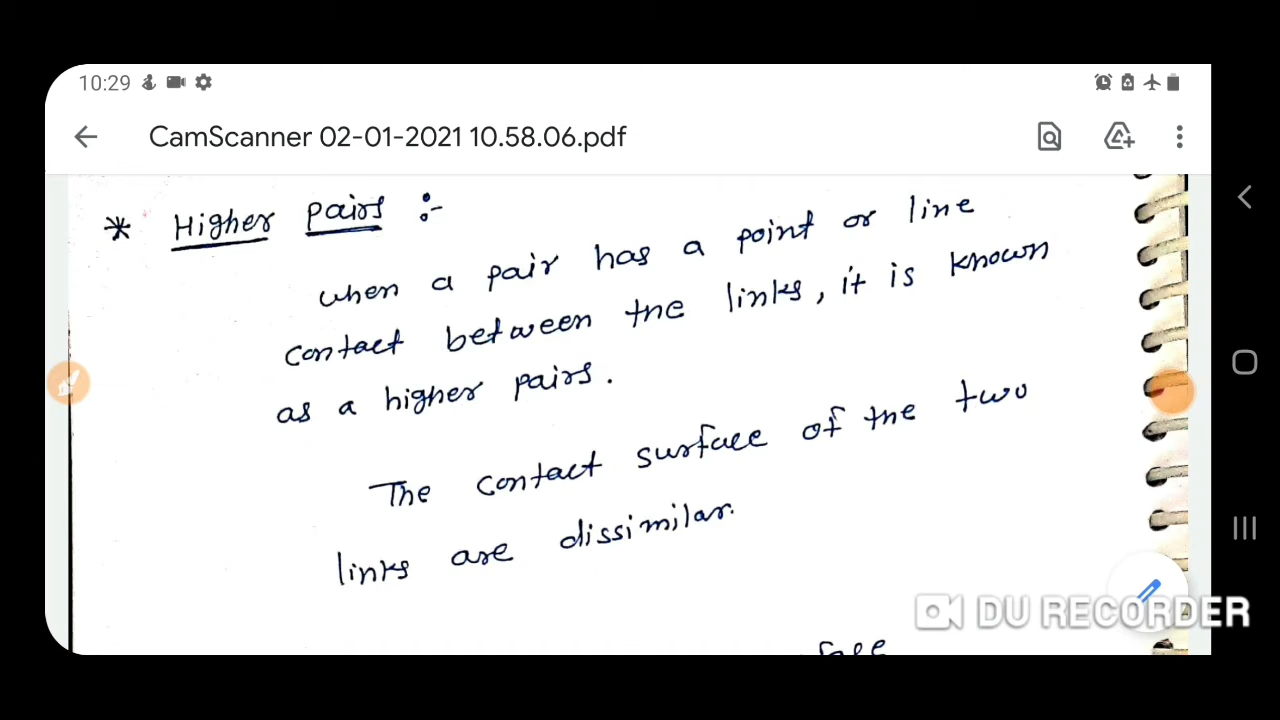 10:29
CamScanner 02-01-2021 10.58.06.pdf
* Higher pairs :-
when a pair has a point or line
contact between the links, it is known
as a higher pairs.
The contact surface of the two
links are dissimilar.
DU RECORDER